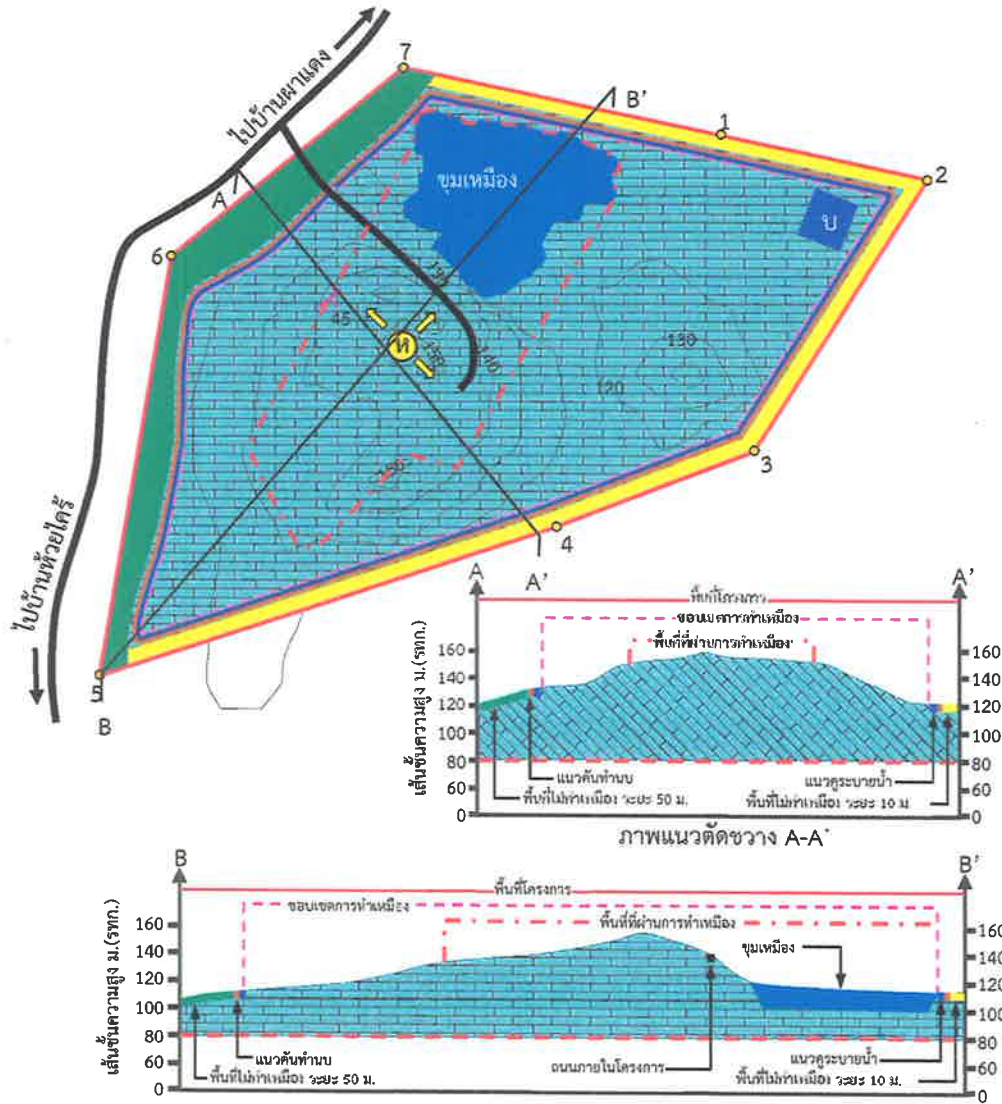 7
ไปบ้านผาแดง
B'
1
2
ขุมเหมือง
บ
A
6
45
ห
140
130
120
150
3
4
A'
ไปบ้านห้วยไคร้
5
B
A
A'
พื้นที่โครงการ
ขอบเขตการทำเหมือง
พื้นที่ที่ผ่านการทำเหมือง
เส้นชั้นความสูง ม.(รทก.)
160
140
120
100
80
60
0
160
140
120
100
80
60
0
แนวคันทำนบ
แนวคูระบายน้ำ
พื้นที่ไม่ทำเหมือง ระยะ 50 ม.
พื้นที่ไม่ทำเหมือง ระยะ 10 ม.
ภาพแนวตัดขวาง A-A'
B
B'
พื้นที่โครงการ
ขอบเขตการทำเหมือง
พื้นที่ที่ผ่านการทำเหมือง
ขุมเหมือง
เส้นชั้นความสูง ม.(รทก.)
160
140
120
100
80
60
0
160
140
120
100
80
60
0
แนวคันทำนบ
ถนนภายในโครงการ
แนวคูระบายน้ำ
พื้นที่ไม่ทำเหมือง ระยะ 50 ม.
พื้นที่ไม่ทำเหมือง ระยะ 10 ม.